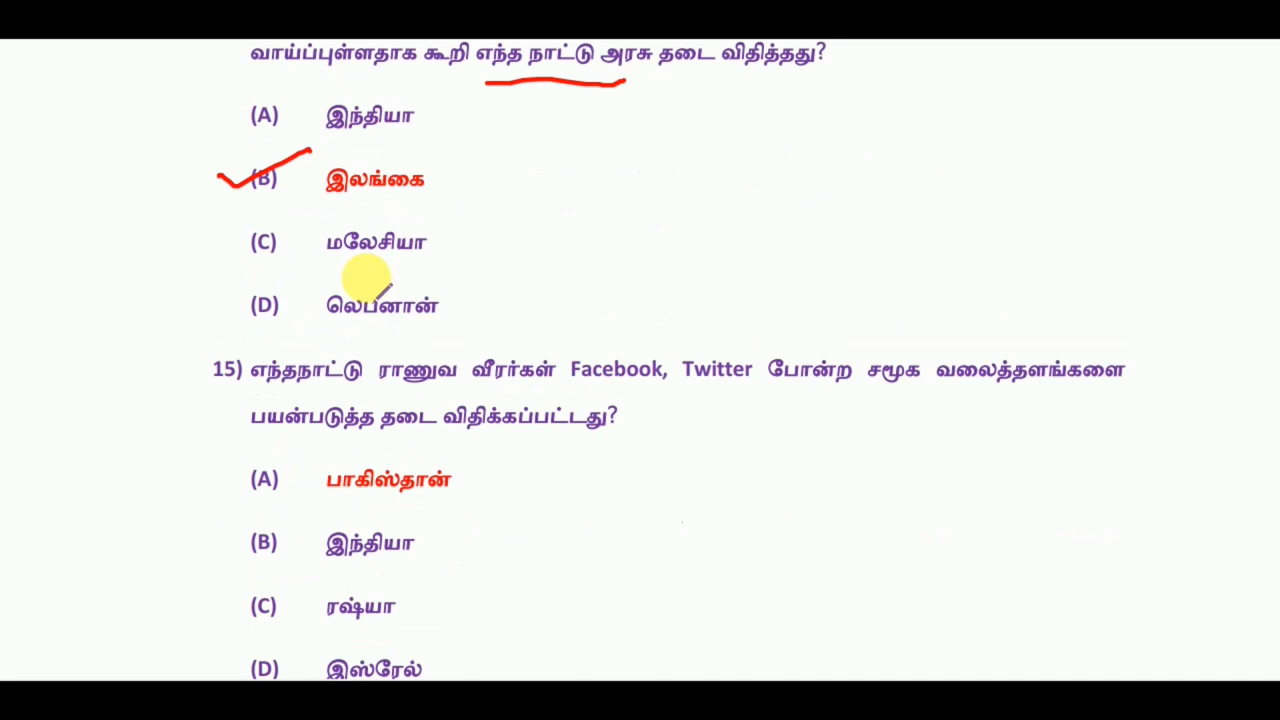 வாய்ப்புள்ளதாக கூறி எந்த நாட்டு அரசு தடை விதித்தது?
(A) இந்தியா
(B) இலங்கை
(C) மலேசியா
(D) லெபனான்
15) எந்தநாட்டு ராணுவ வீரர்கள் Facebook, Twitter போன்ற சமூக வலைத்தளங்களை
பயன்படுத்த தடை விதிக்கப்பட்டது?
(A) பாகிஸ்தான்
(B) இந்தியா
(C) ரஷ்யா
(D) இஸ்ரேல்